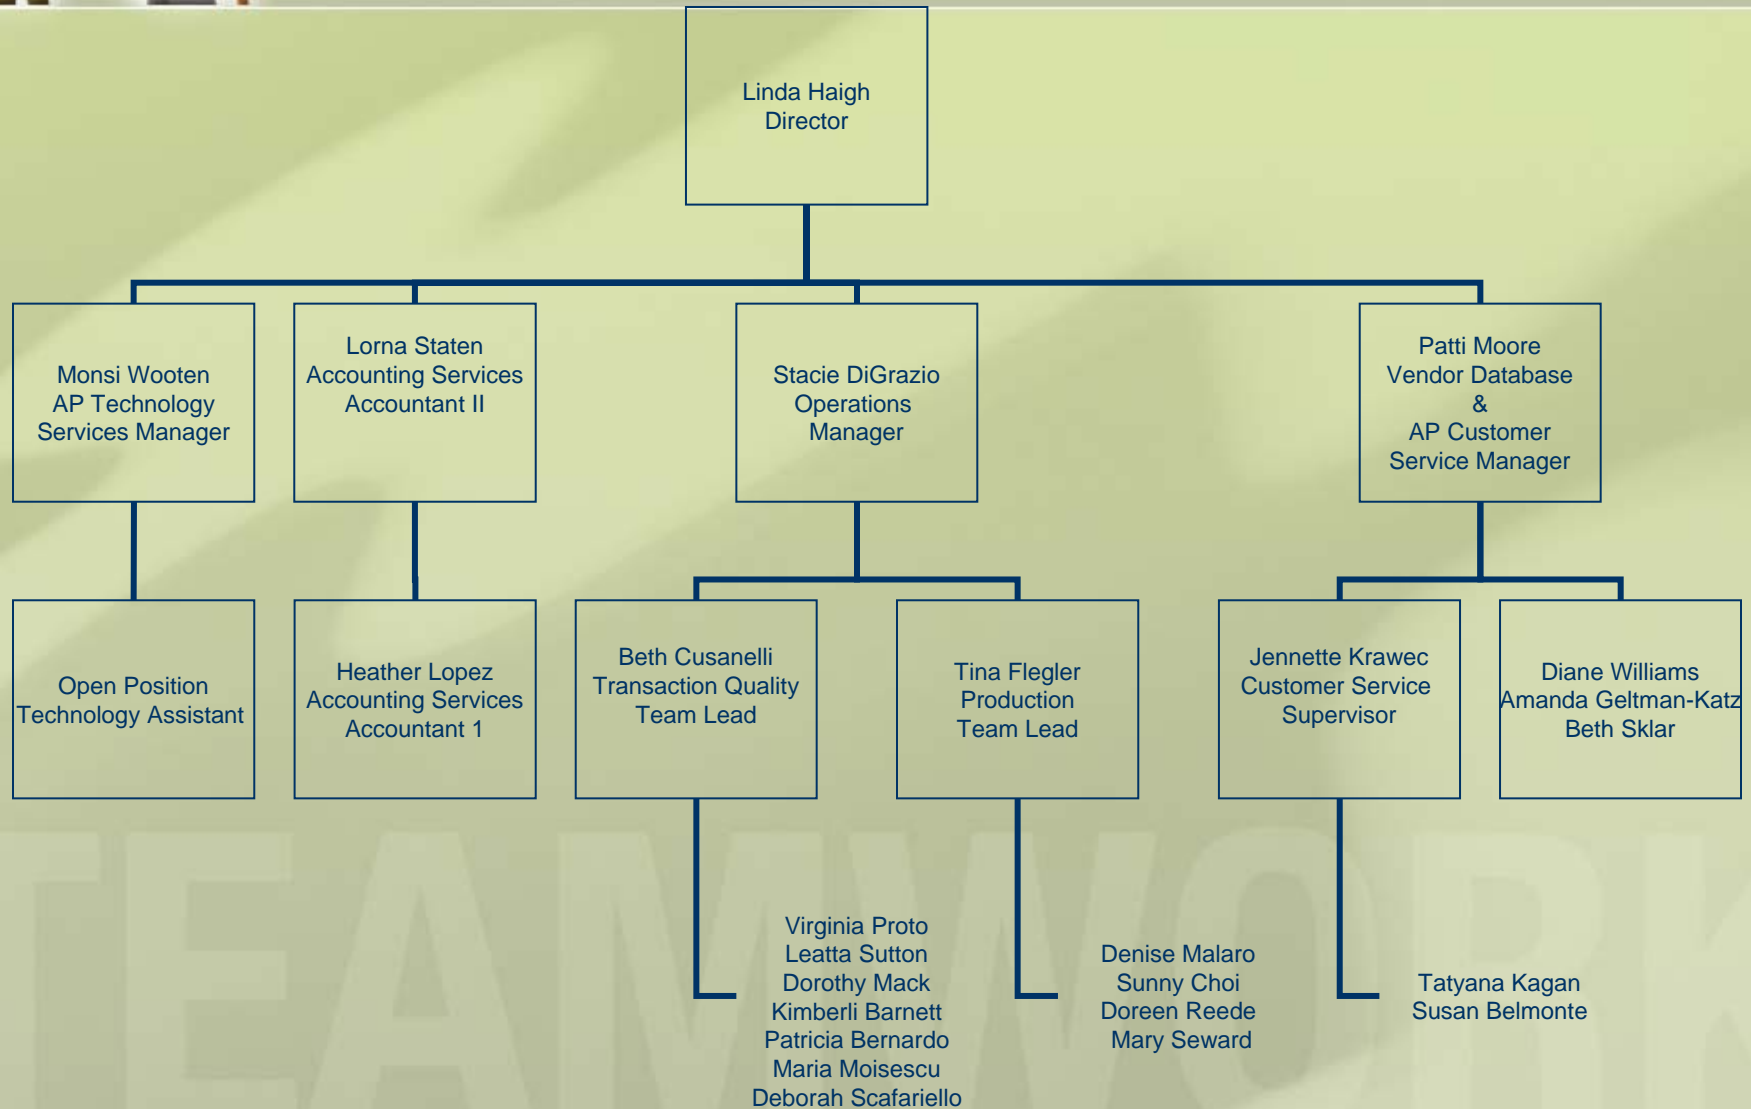 Linda Haigh
Director
Monsi Wooten
AP Technology
Services Manager
Lorna Staten
Accounting Services
Accountant II
Stacie DiGrazio
Operations
Manager
Patti Moore
Vendor Database
&
AP Customer
Service Manager
Open Position
Technology Assistant
Heather Lopez
Accounting Services
Accountant 1
Beth Cusanelli
Transaction Quality
Team Lead
Tina Flegler
Production
Team Lead
Jennette Krawec
Customer Service
Supervisor
Diane Williams
Amanda Geltman-Katz
Beth Sklar
Virginia Proto
Leatta Sutton
Dorothy Mack
Kimberli Barnett
Patricia Bernardo
Maria Moisescu
Deborah Scafariello
Denise Malaro
Sunny Choi
Doreen Reede
Mary Seward
Tatyana Kagan
Susan Belmonte
TEAMWORK